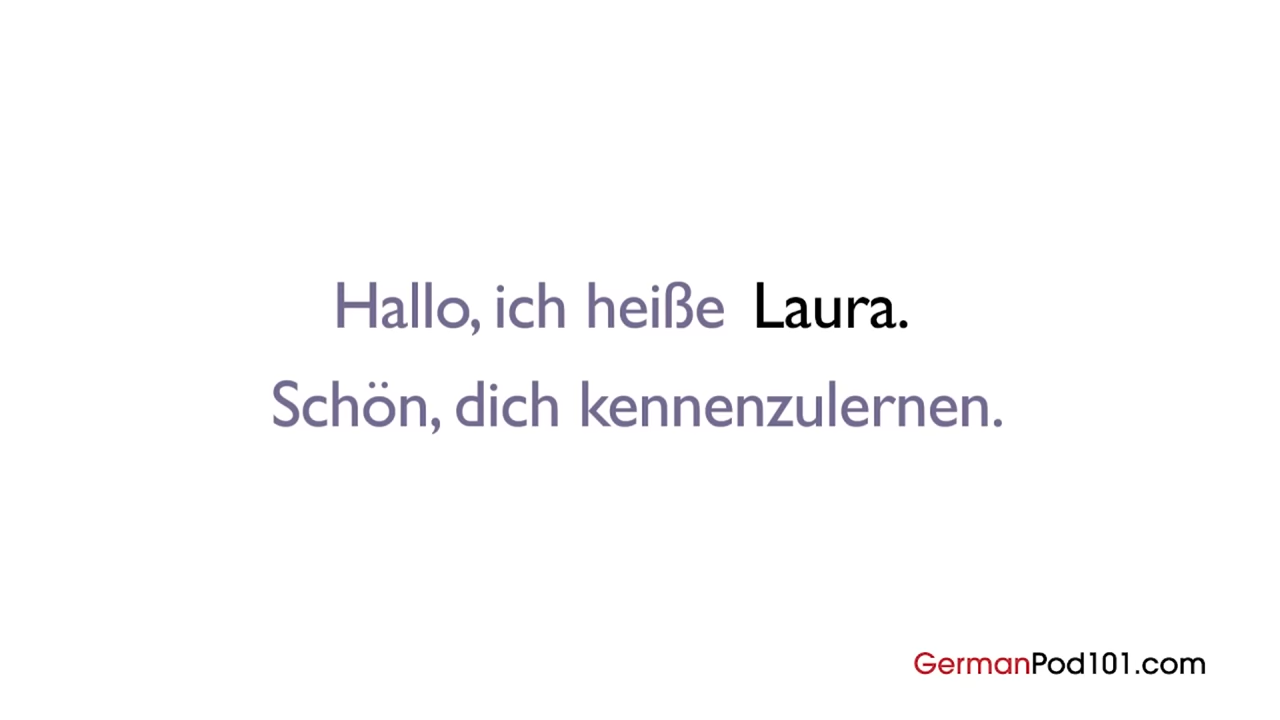 Hallo, ich heiße Laura.
Schön, dich kennenzulernen.
GermanPod101.com